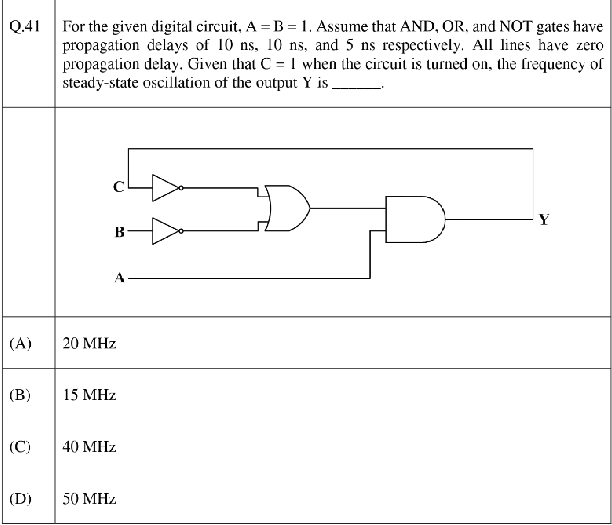 Q.41 For the given digital circuit, A = B = 1. Assume that AND, OR, and NOT gates have
propagation delays of 10 ns, 10 ns, and 5 ns respectively. All lines have zero
propagation delay. Given that C = 1 when the circuit is turned on, the frequency of
steady-state oscillation of the output Y is ______.
C
B
A
Y
(A) 20 MHz
(B) 15 MHz
(C) 40 MHz
(D) 50 MHz